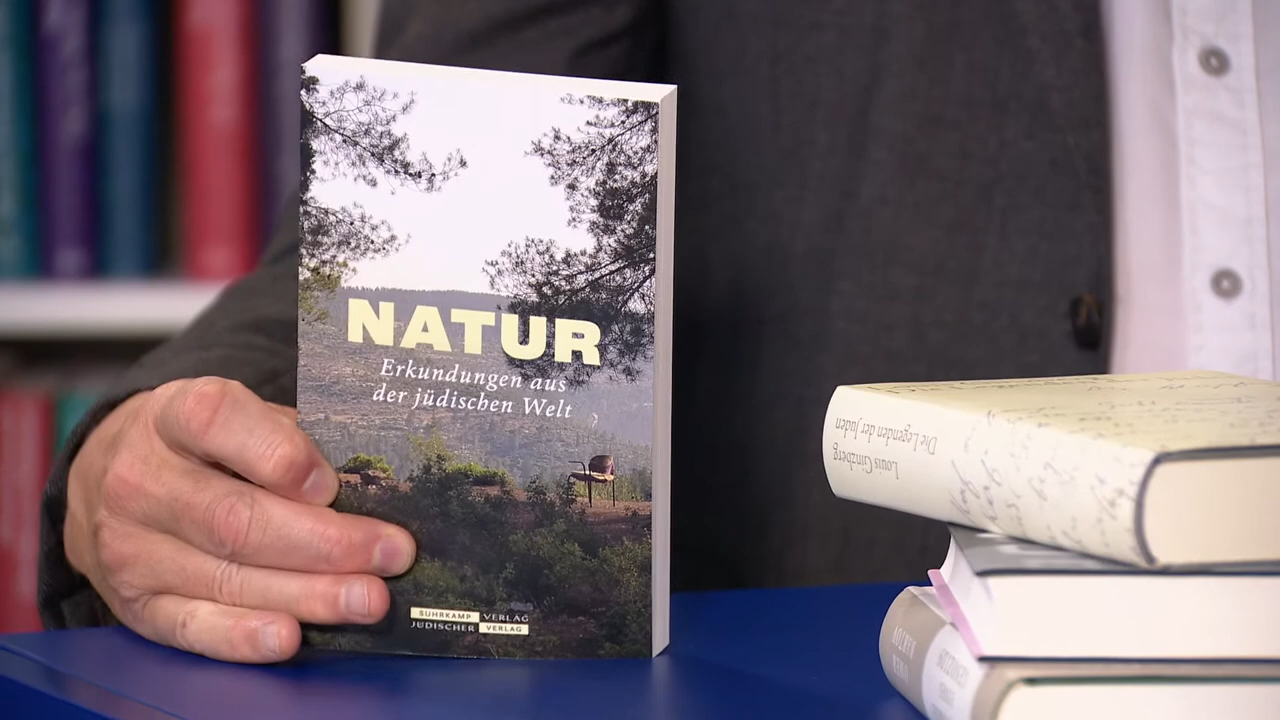 NATUR
Erkundungen aus
der jüdischen Welt
SUHRKAMP VERLAG
JÜDISCHER VERLAG
Louis Ginzberg
Die Legenden der Juden